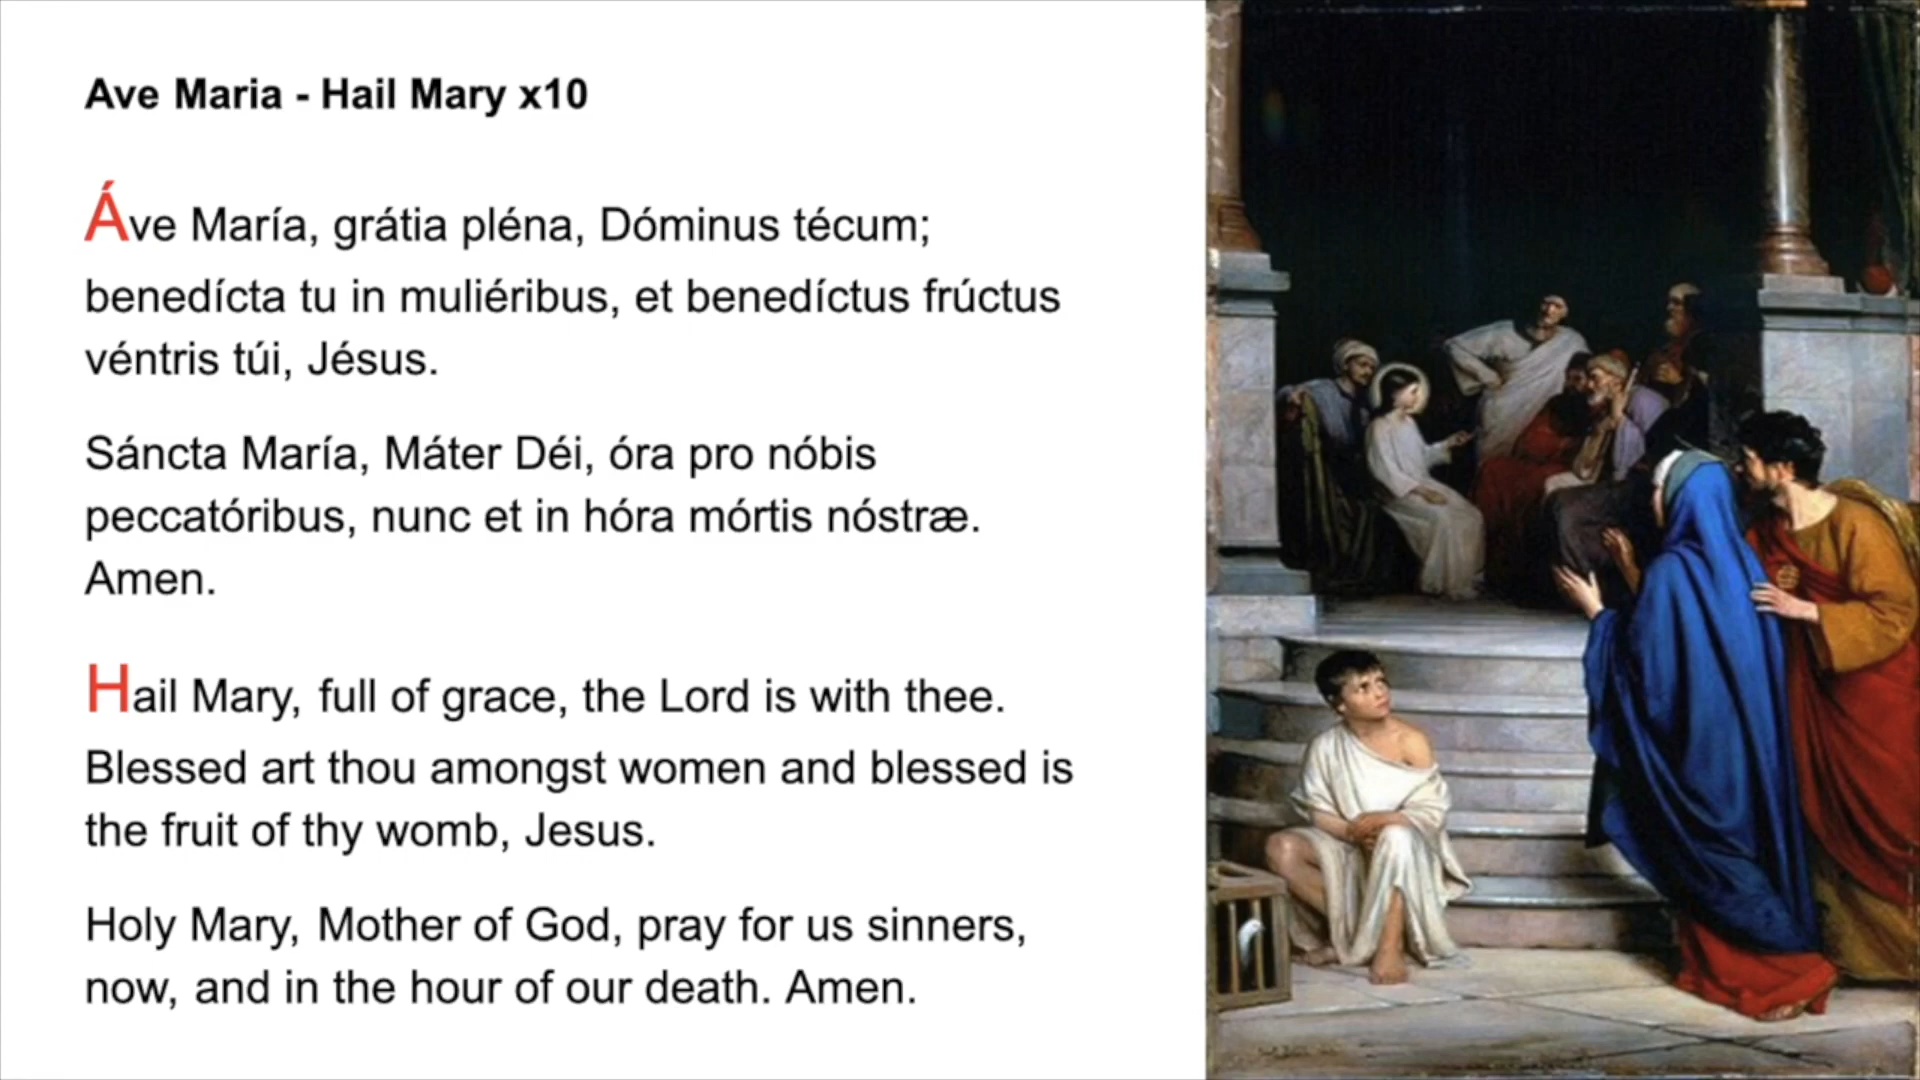 Ave Maria - Hail Mary x10
Áve María, grátia pléna, Dóminus técum;
benedícta tu in muliéribus, et benedíctus frúctus
véntris túi, Jésus.
Sáncta María, Máter Déi, óra pro nóbis
peccatóribus, nunc et in hóra mórtis nóstræ.
Amen.
Hail Mary, full of grace, the Lord is with thee.
Blessed art thou amongst women and blessed is
the fruit of thy womb, Jesus.
Holy Mary, Mother of God, pray for us sinners,
now, and in the hour of our death. Amen.